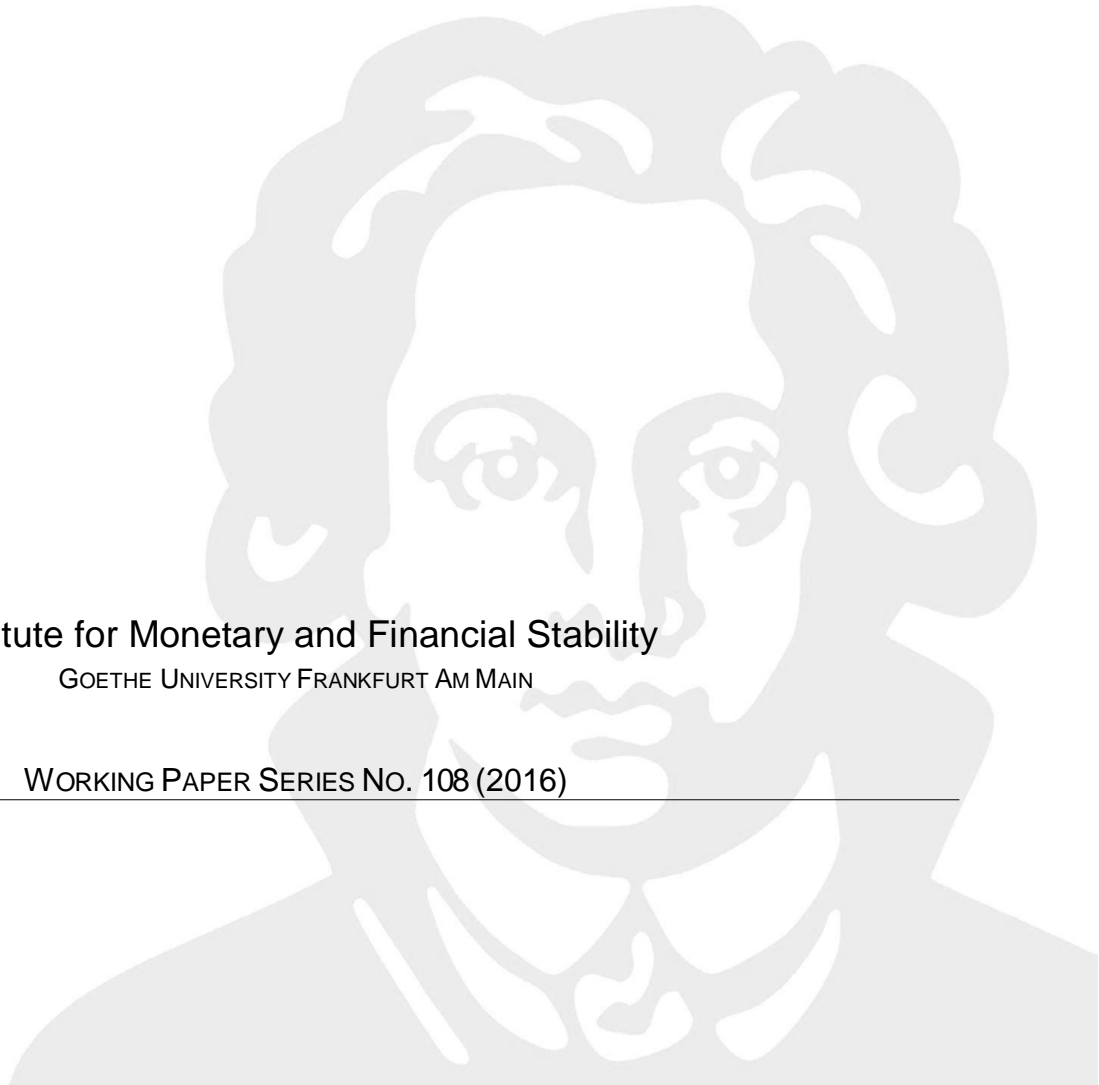 tute for Monetary and Financial Stability
GOETHE UNIVERSITY FRANKFURT AM MAIN
WORKING PAPER SERIES NO. 108 (2016)